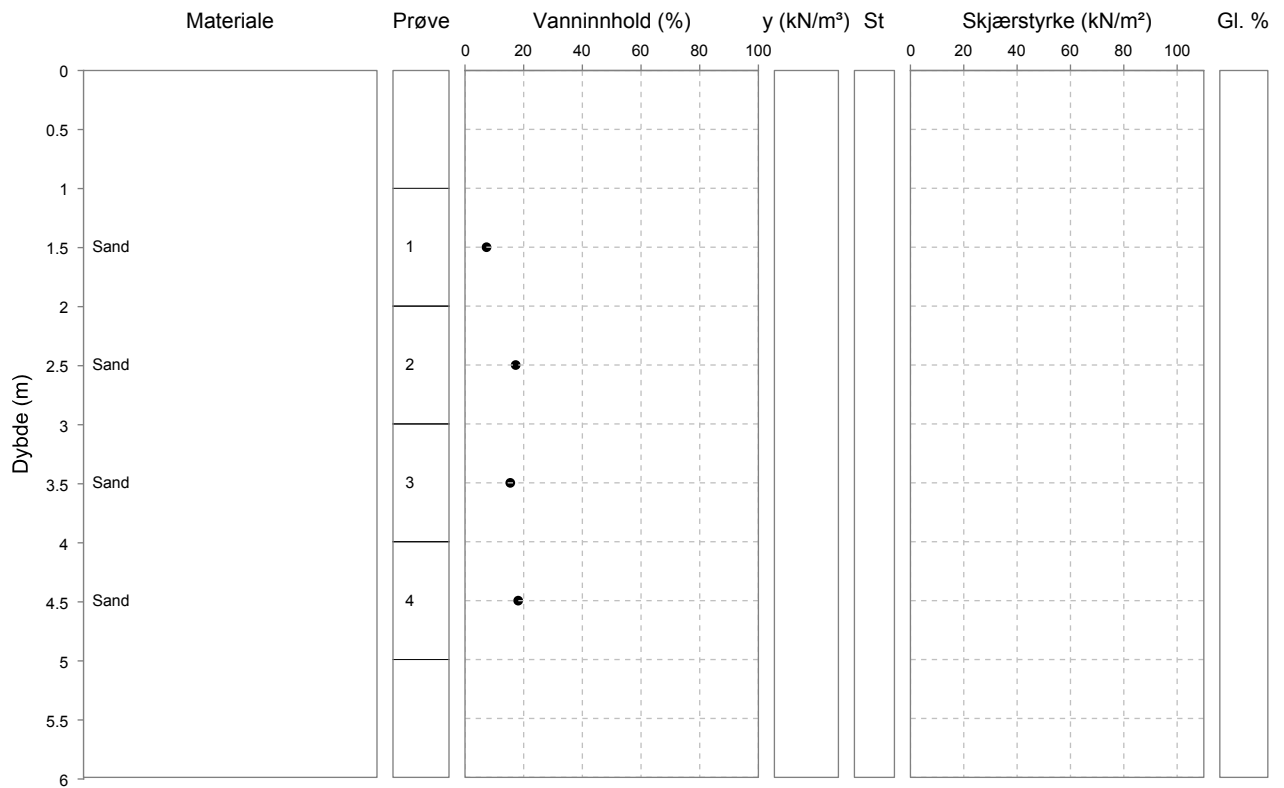 Materiale Prøve Vanninnhold (%) y (kN/m³) St Skjærstyrke (kN/m²) Gl. %
0 20 40 60 80 100 0 20 40 60 80 100
0
0.5
1
1.5 Sand 1
2
2.5 Sand 2
3
Dybde (m)
3.5 Sand 3
4
4.5 Sand 4
5
5.5
6